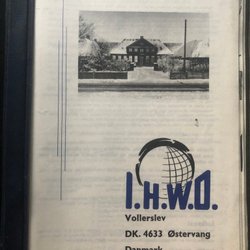 I.H.W.O.
Vollerslev
DK. 4633 Østervang
Danmark